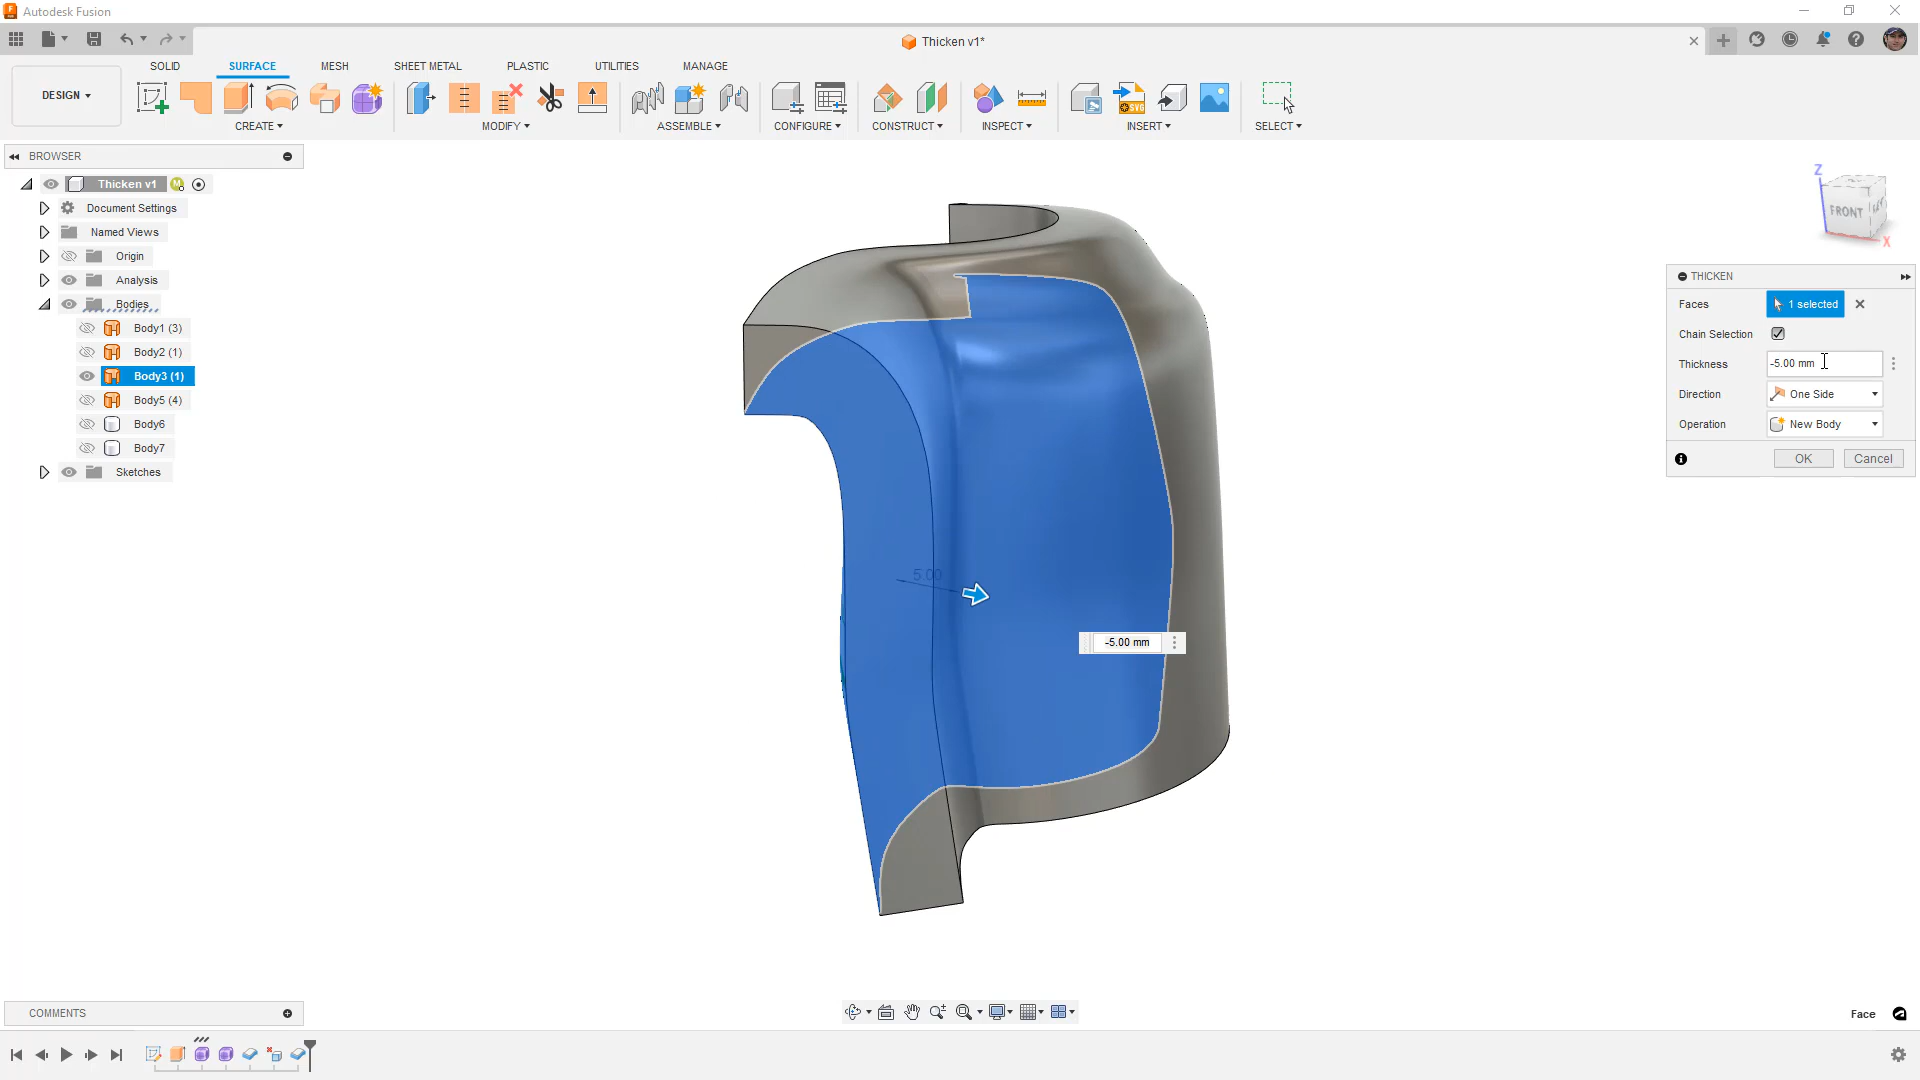 Autodesk Fusion
Thicken v1*
SOLID SURFACE MESH SHEET METAL PLASTIC UTILITIES MANAGE
DESIGN
CREATE MODIFY ASSEMBLE CONFIGURE CONSTRUCT INSPECT INSERT SELECT
BROWSER
Thicken v1
Document Settings
Named Views
Origin
Analysis
Bodies
Body1 (3)
Body2 (1)
Body3 (1)
Body5 (4)
Body6
Body7
Sketches
Z
FRONT
X
THICKEN
Faces 1 selected
Chain Selection
Thickness -5.00 mm
Direction One Side
Operation New Body
OK Cancel
5.00
-5.00 mm
COMMENTS
Face